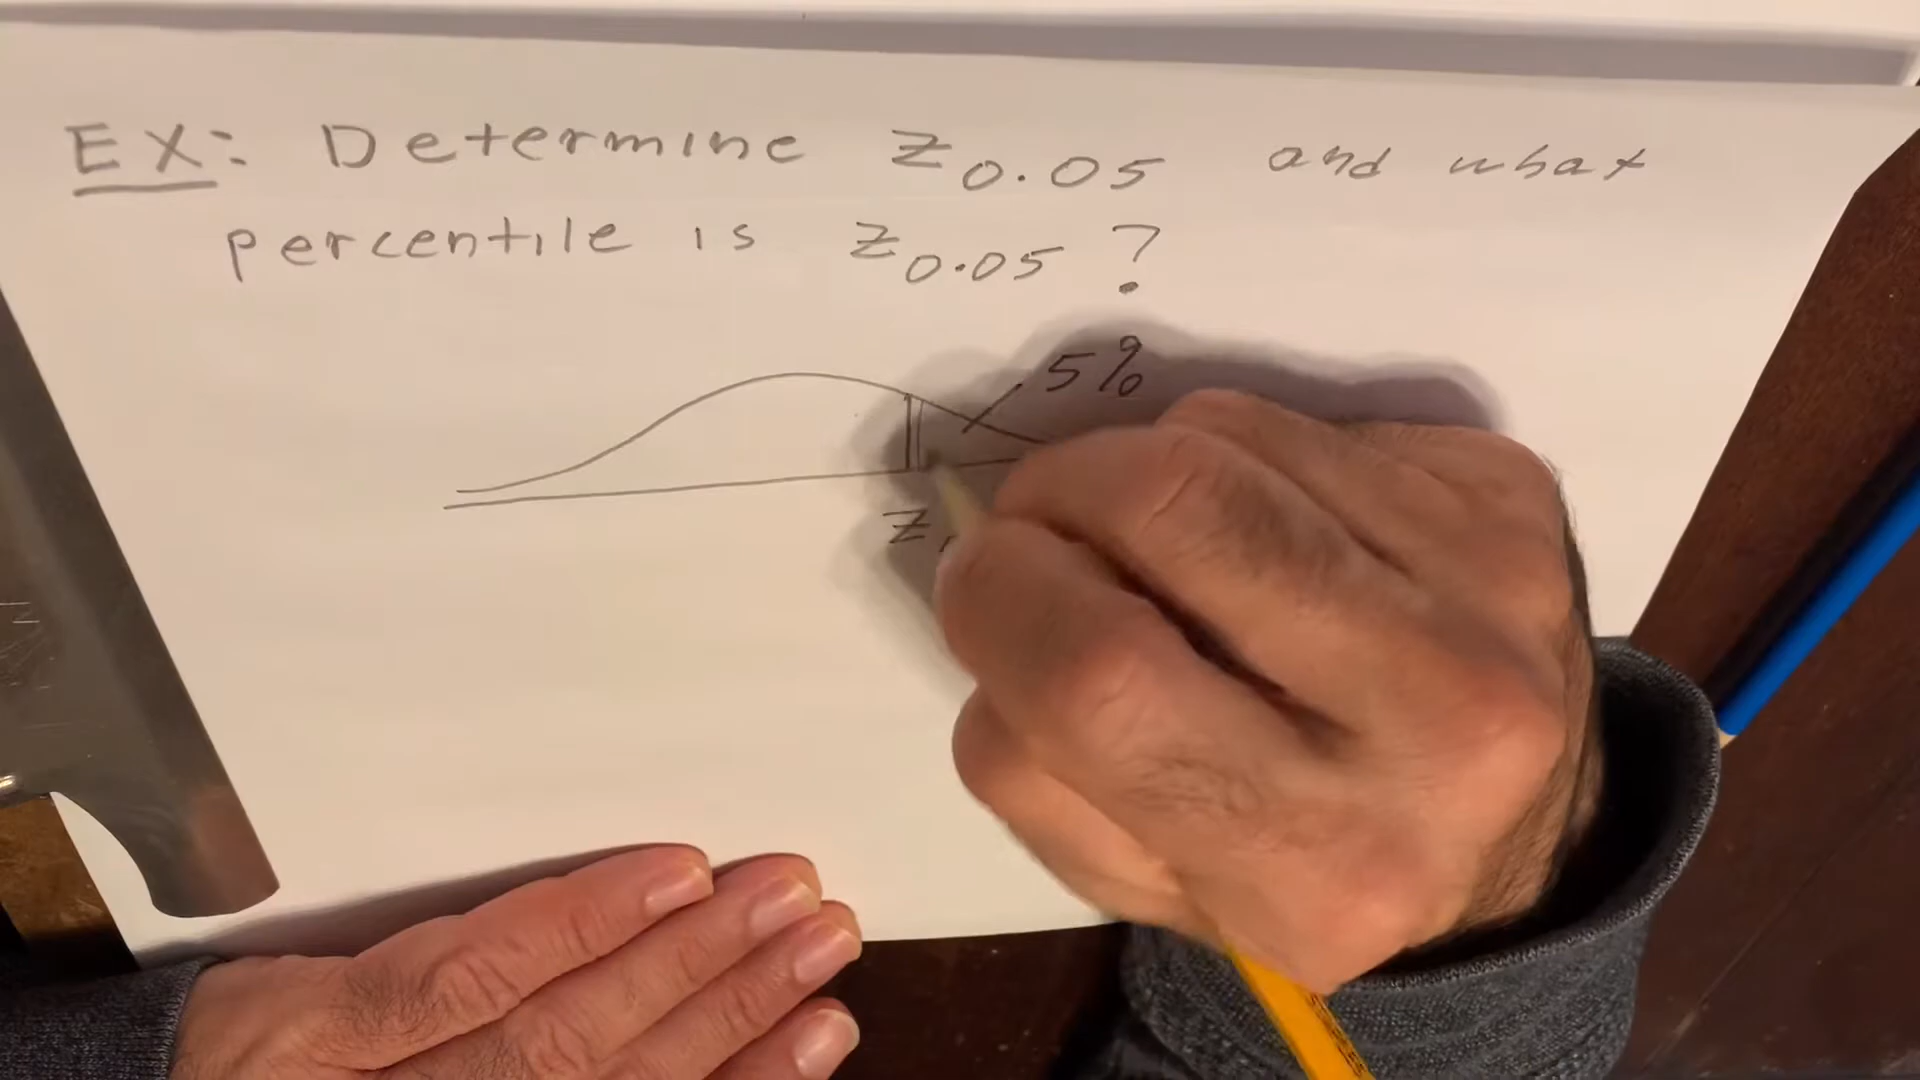 EX: Determine z0.05 and what
percentile is z0.05 ?
5%
z